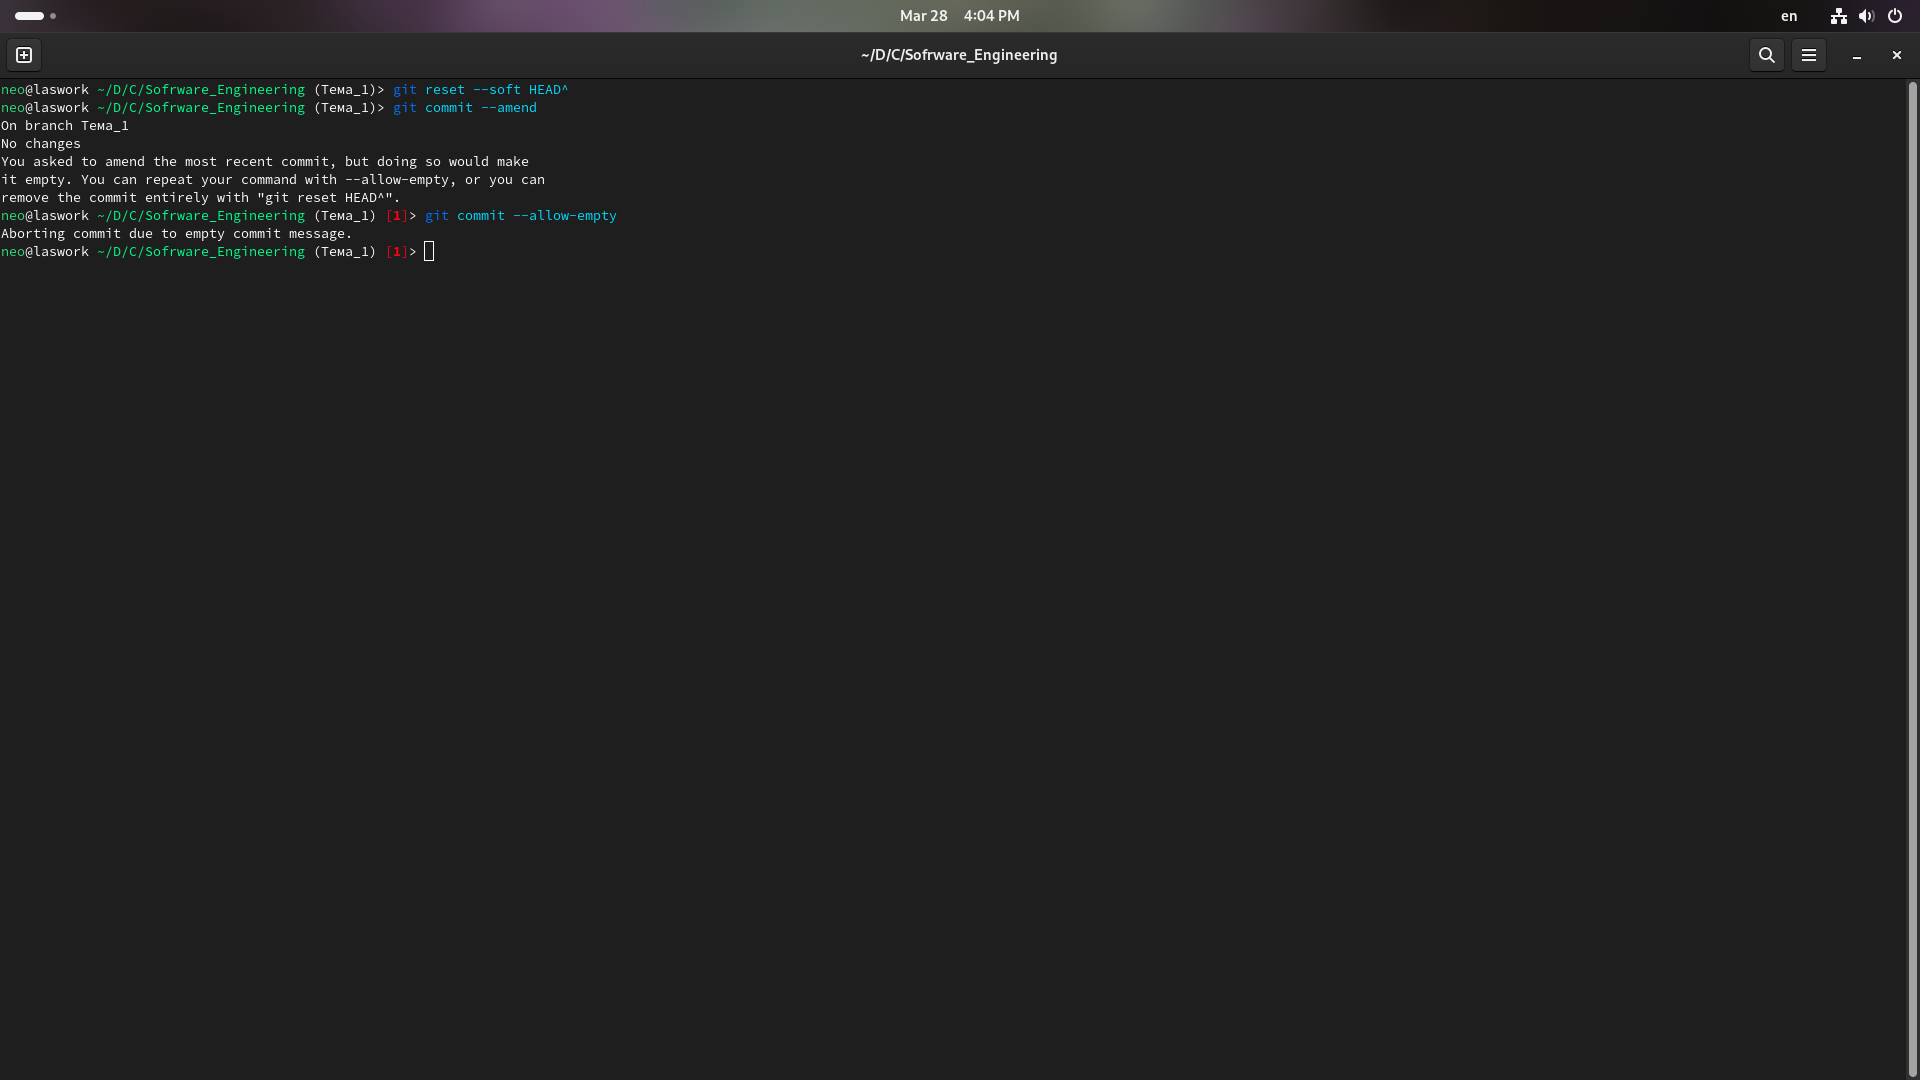 Mar 28 4:04 PM
en
~/D/C/Sofrware_Engineering
neo@laswork ~/D/C/Sofrware_Engineering (Тема_1)> git reset --soft HEAD^
neo@laswork ~/D/C/Sofrware_Engineering (Тема_1)> git commit --amend
On branch Тема_1
No changes
You asked to amend the most recent commit, but doing so would make
it empty. You can repeat your command with --allow-empty, or you can
remove the commit entirely with "git reset HEAD^".
neo@laswork ~/D/C/Sofrware_Engineering (Тема_1) [1]> git commit --allow-empty
Aborting commit due to empty commit message.
neo@laswork ~/D/C/Sofrware_Engineering (Тема_1) [1]>